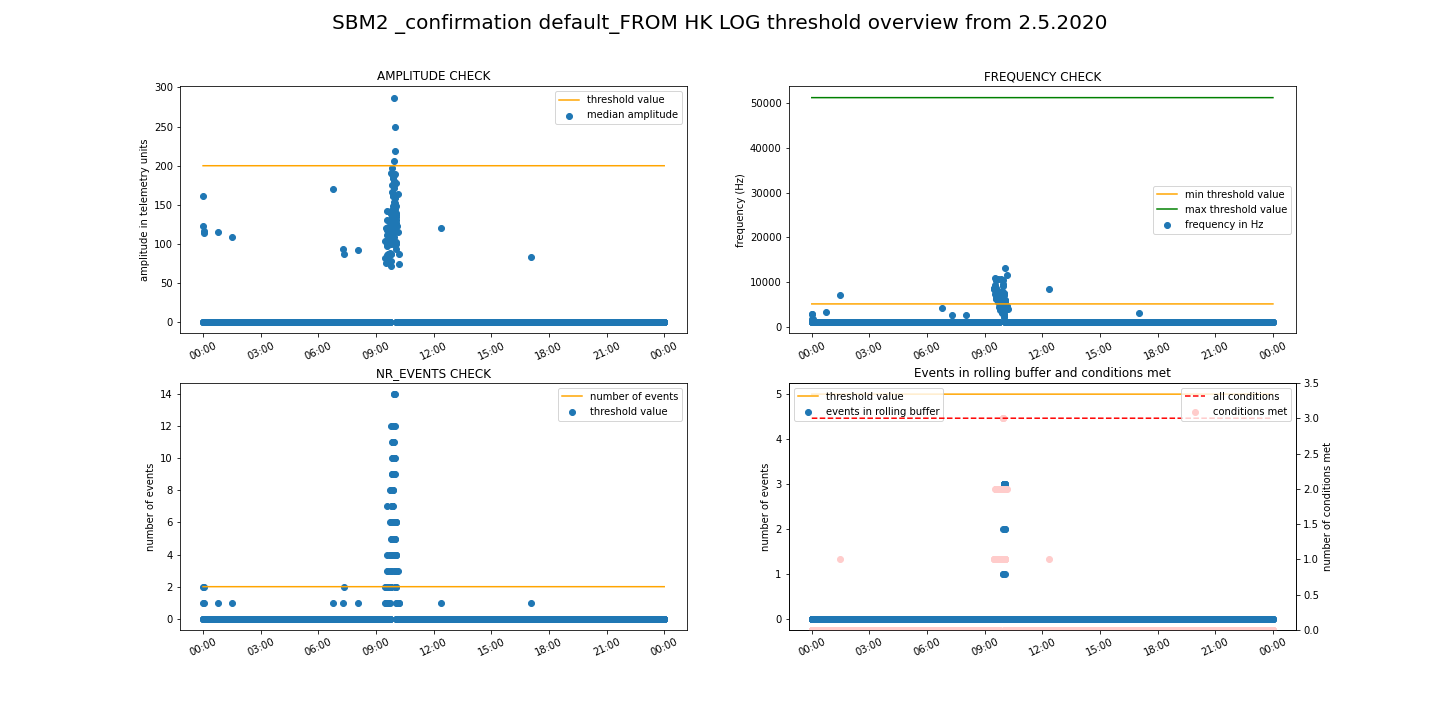 SBM2 _confirmation default_FROM HK LOG threshold overview from 2.5.2020
AMPLITUDE CHECK
amplitude in telemetry units
300
250
200
150
100
50
0
threshold value
median amplitude
00:00 03:00 06:00 09:00 12:00 15:00 18:00 21:00 00:00
FREQUENCY CHECK
frequency (Hz)
50000
40000
30000
20000
10000
0
min threshold value
max threshold value
frequency in Hz
00:00 03:00 06:00 09:00 12:00 15:00 18:00 21:00 00:00
NR_EVENTS CHECK
number of events
14
12
10
8
6
4
2
0
number of events
threshold value
00:00 03:00 06:00 09:00 12:00 15:00 18:00 21:00 00:00
Events in rolling buffer and conditions met
number of events
5
4
3
2
1
0
threshold value
events in rolling buffer
all conditions
conditions met
3.5
3.0
2.5
2.0
1.5
1.0
0.5
0.0
number of conditions met
00:00 03:00 06:00 09:00 12:00 15:00 18:00 21:00 00:00